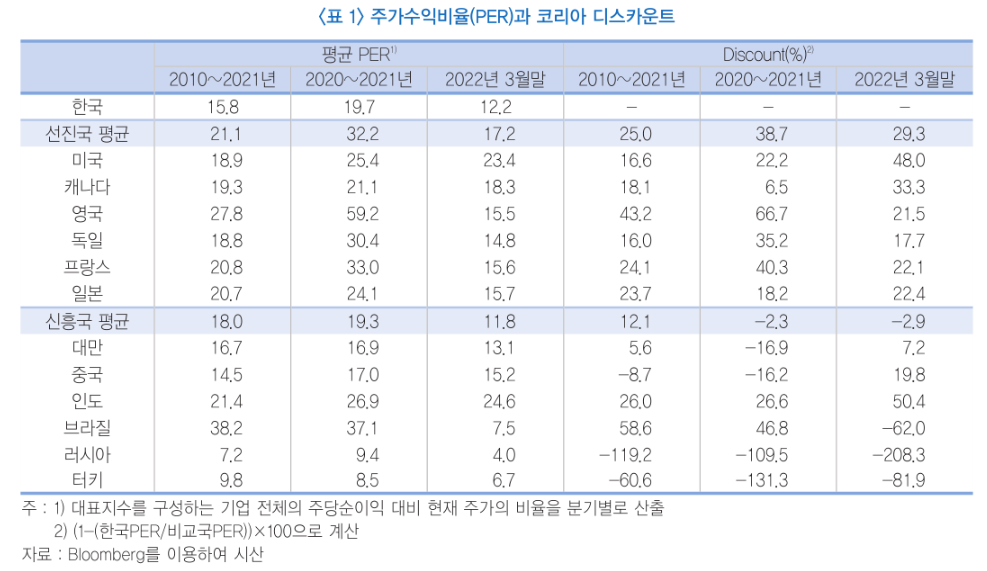 〈표 1〉 주가수익비율(PER)과 코리아 디스카운트
평균 PER1) Discount(%)2)
2010～2021년 2020～2021년 2022년 3월말 2010～2021년 2020～2021년 2022년 3월말
한국 15.8 19.7 12.2 － － －
선진국 평균 21.1 32.2 17.2 25.0 38.7 29.3
미국 18.9 25.4 23.4 16.6 22.2 48.0
캐나다 19.3 21.1 18.3 18.1 6.5 33.3
영국 27.8 59.2 15.5 43.2 66.7 21.5
독일 18.8 30.4 14.8 16.0 35.2 17.7
프랑스 20.8 33.0 15.6 24.1 40.3 22.1
일본 20.7 24.1 15.7 23.7 18.2 22.4
신흥국 평균 18.0 19.3 11.8 12.1 －2.3 －2.9
대만 16.7 16.9 13.1 5.6 －16.9 7.2
중국 14.5 17.0 15.2 －8.7 －16.2 19.8
인도 21.4 26.9 24.6 26.0 26.6 50.4
브라질 38.2 37.1 7.5 58.6 46.8 －62.0
러시아 7.2 9.4 4.0 －119.2 －109.5 －208.3
터키 9.8 8.5 6.7 －60.6 －131.3 －81.9
주 : 1) 대표지수를 구성하는 기업 전체의 주당순이익 대비 현재 주가의 비율을 분기별로 산출
2) (1－(한국PER/비교국PER))×100으로 계산
자료 : Bloomberg를 이용하여 시산